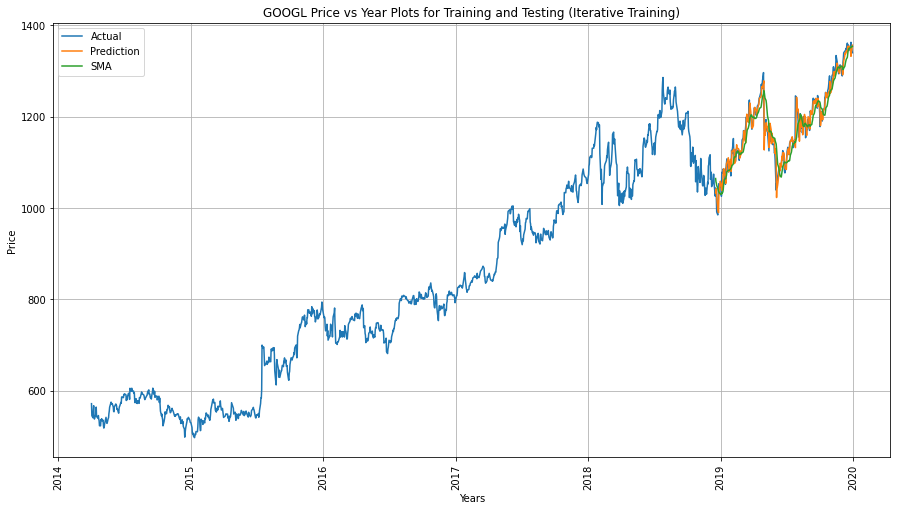 GOOGL Price vs Year Plots for Training and Testing (Iterative Training)
Actual
Prediction
SMA
1400
1200
1000
800
600
Price
2014
2015
2016
2017
2018
2019
2020
Years